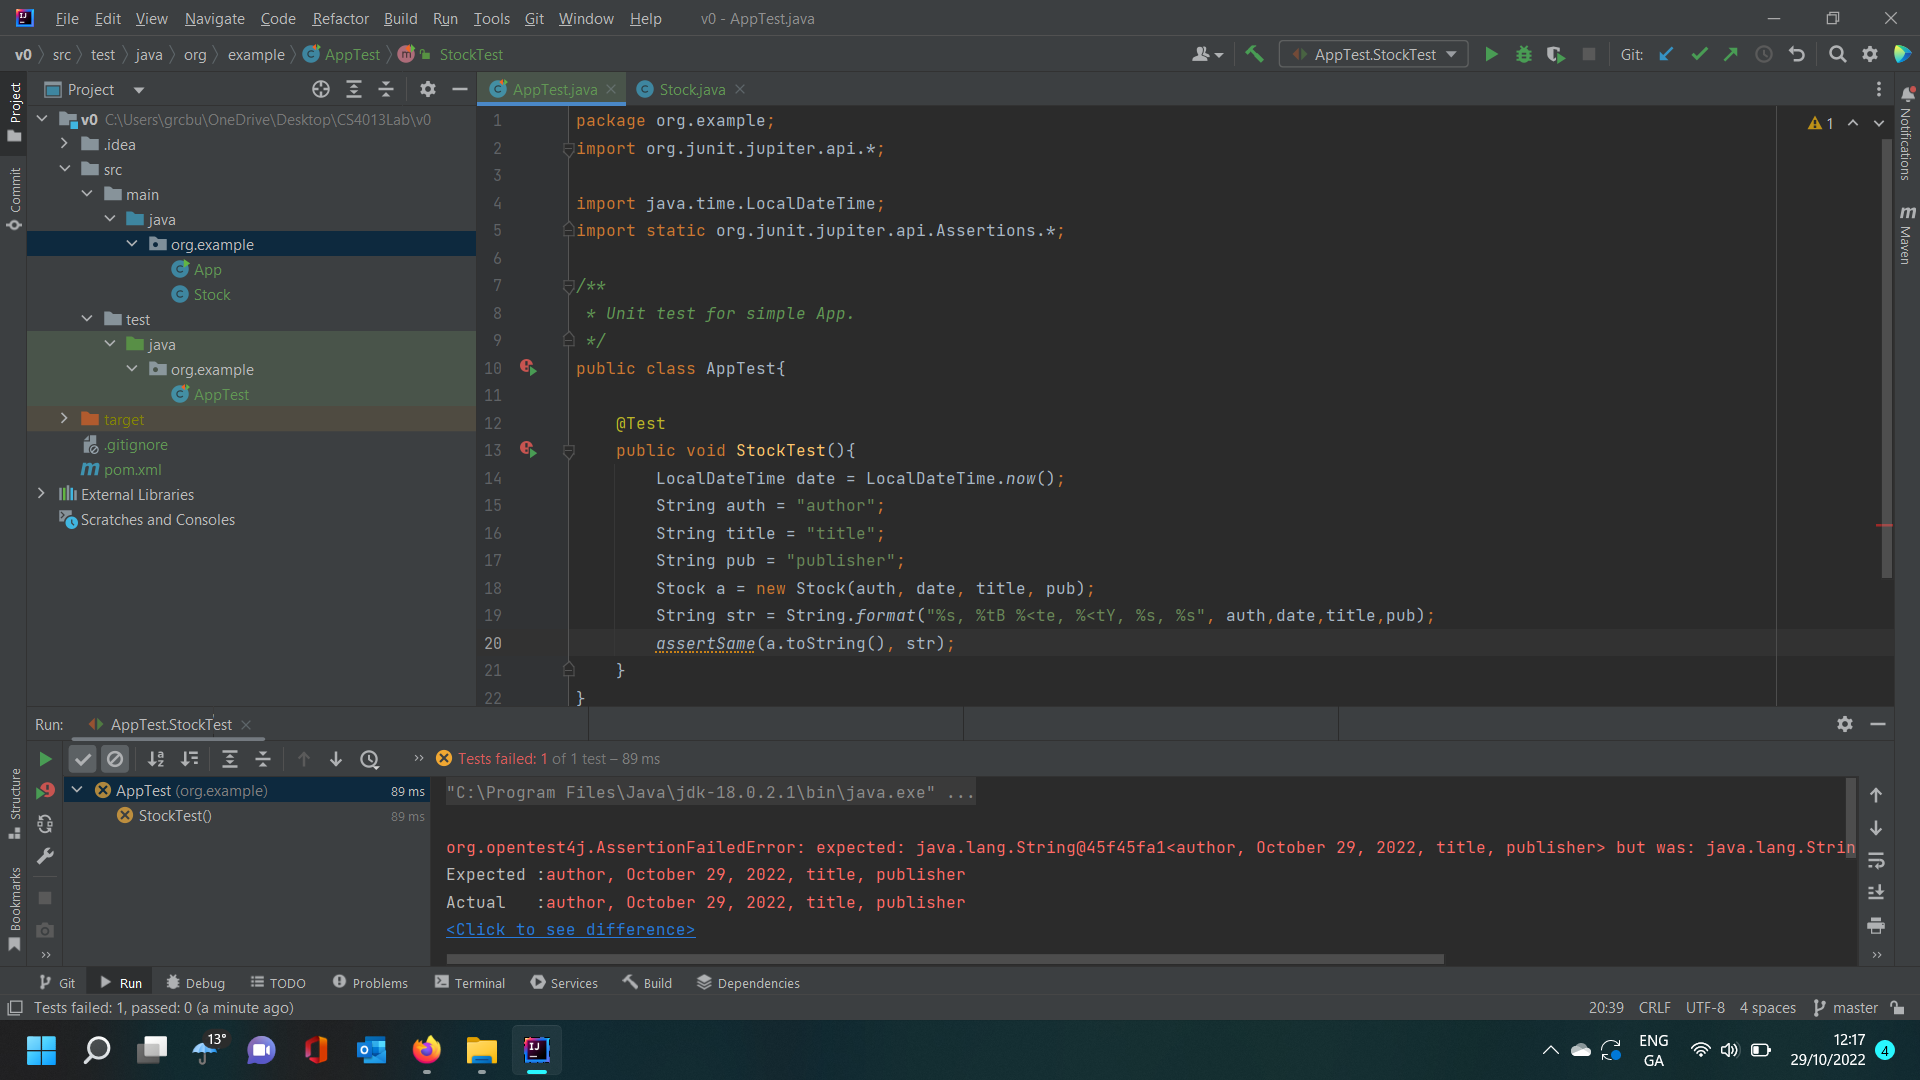 File Edit View Navigate Code Refactor Build Run Tools Git Window Help v0 - AppTest.java
v0 src test java org example AppTest m StockTest
AppTest.StockTest Git:
Project
AppTest.java Stock.java
v0 C:\Users\grcbu\OneDrive\Desktop\CS4013Lab\v0
.idea
src
main
java
org.example
App
Stock
test
java
org.example
AppTest
target
.gitignore
pom.xml
External Libraries
Scratches and Consoles
1 package org.example;
2 import org.junit.jupiter.api.*;
3
4 import java.time.LocalDateTime;
5 import static org.junit.jupiter.api.Assertions.*;
6
7 /**
8 * Unit test for simple App.
9 */
10 public class AppTest{
11
12 @Test
13 public void StockTest(){
14 LocalDateTime date = LocalDateTime.now();
15 String auth = "author";
16 String title = "title";
17 String pub = "publisher";
18 Stock a = new Stock(auth, date, title, pub);
19 String str = String.format("%s, %tB %<te, %<tY, %s, %s", auth,date,title,pub);
20 assertSame(a.toString(), str);
21 }
22 }
1
Project
Commit
Structure
Bookmarks
Notifications
Maven
Run: AppTest.StockTest
Tests failed: 1 of 1 test – 89 ms
AppTest (org.example) 89 ms
StockTest() 89 ms
"C:\Program Files\Java\jdk-18.0.2.1\bin\java.exe" ...
org.opentest4j.AssertionFailedError: expected: java.lang.String@45f45fa1<author, October 29, 2022, title, publisher> but was: java.lang.Strin
Expected :author, October 29, 2022, title, publisher
Actual :author, October 29, 2022, title, publisher
<Click to see difference>
Git Run Debug TODO Problems Terminal Services Build Dependencies
Tests failed: 1, passed: 0 (a minute ago)
20:39 CRLF UTF-8 4 spaces master
13°
ENG
GA
12:17
29/10/2022
4